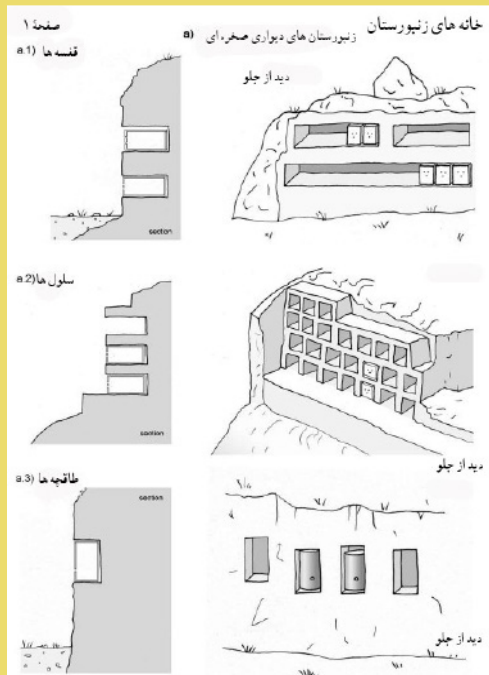 خانه های زنبورستان
صفحهٔ ۱
a) زنبورستان های دیواری صخره ای
a.1) قفسه ها
دید از جلو
section
a.2) سلول ها
section
دید از جلو
a.3) طاقچه ها
section
دید از جلو